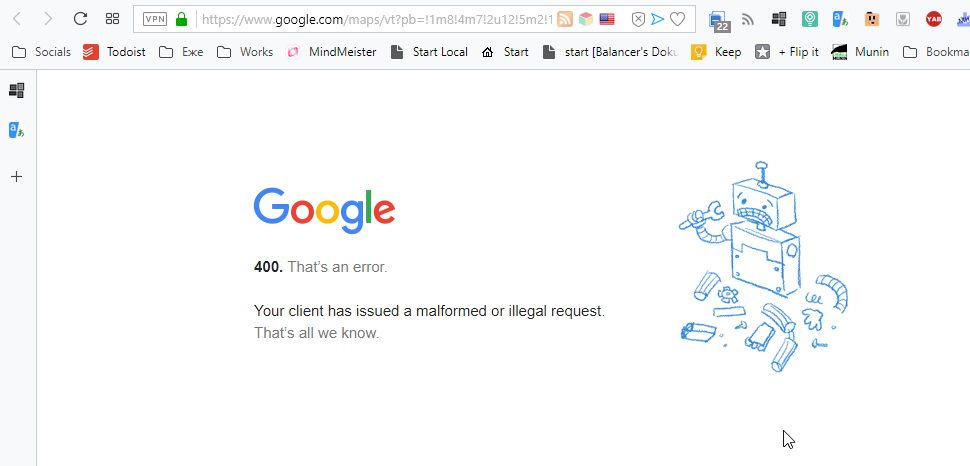 VPN https://www.google.com/maps/vt?pb=!1m8!4m7!2u12!5m2!1 22 YAB
Socials Todoist Еже Works MindMeister Start Local Start start [Balancer's Doku Keep + Flip it Munin Bookma
Google
400. That's an error.
Your client has issued a malformed or illegal request.
That's all we know.